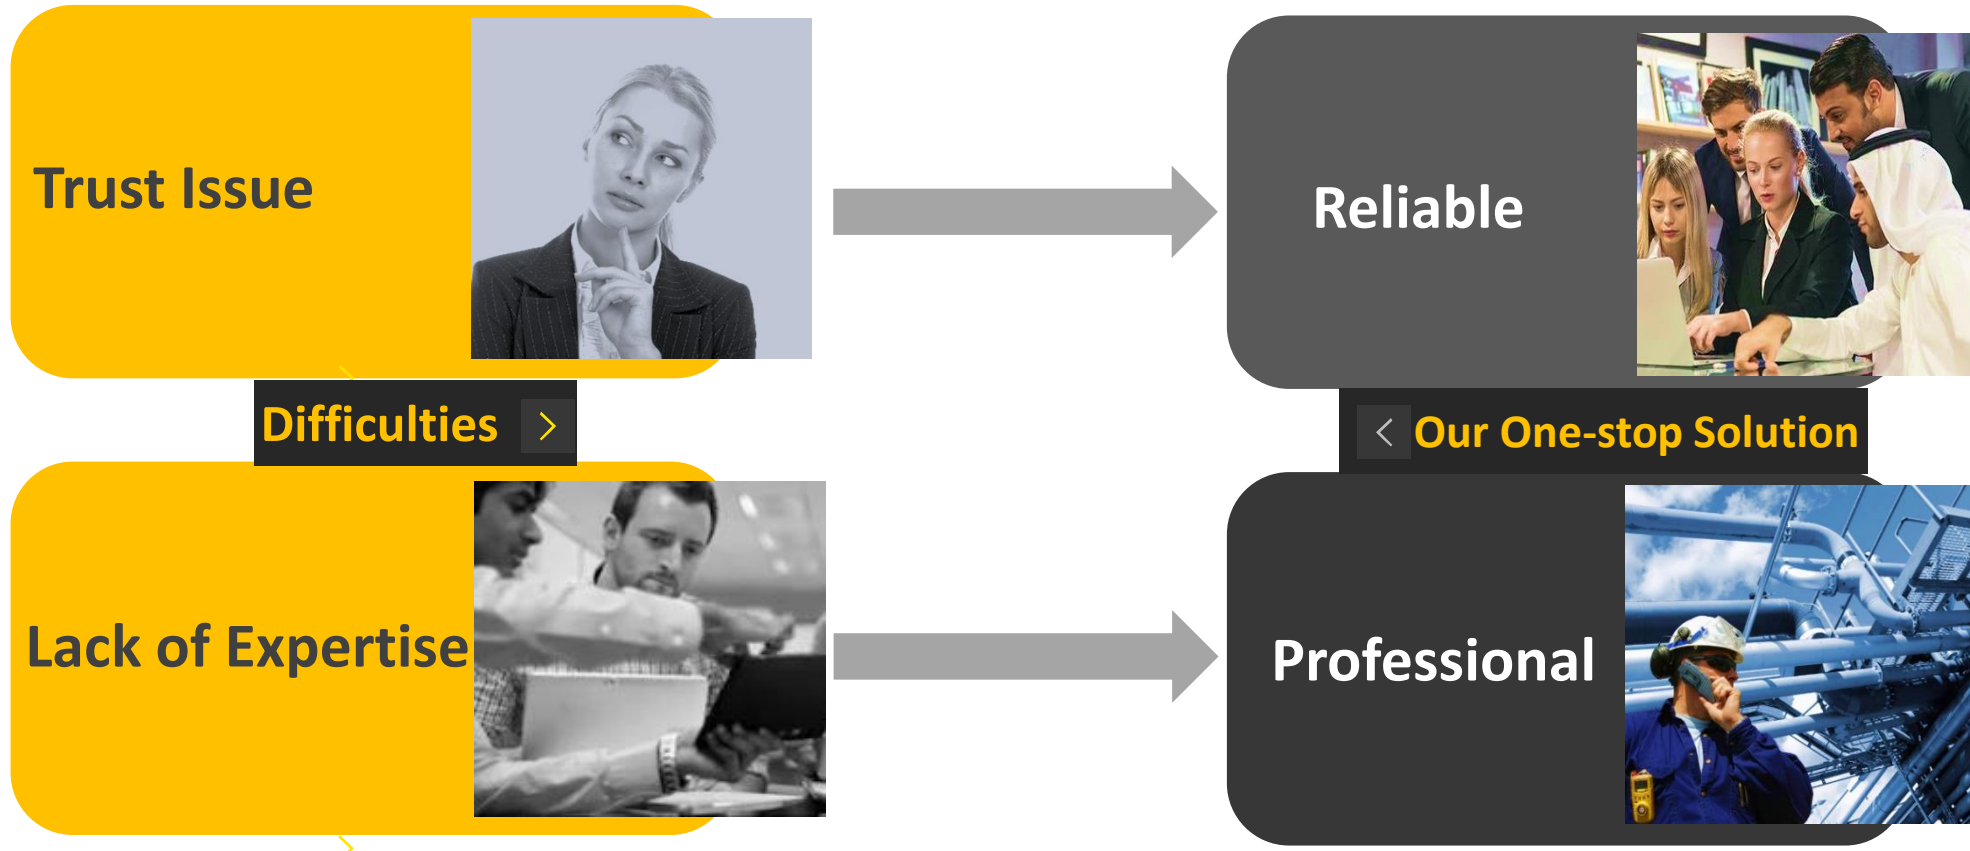 Trust Issue
Reliable
Difficulties
Our One-stop Solution
Lack of Expertise
Professional